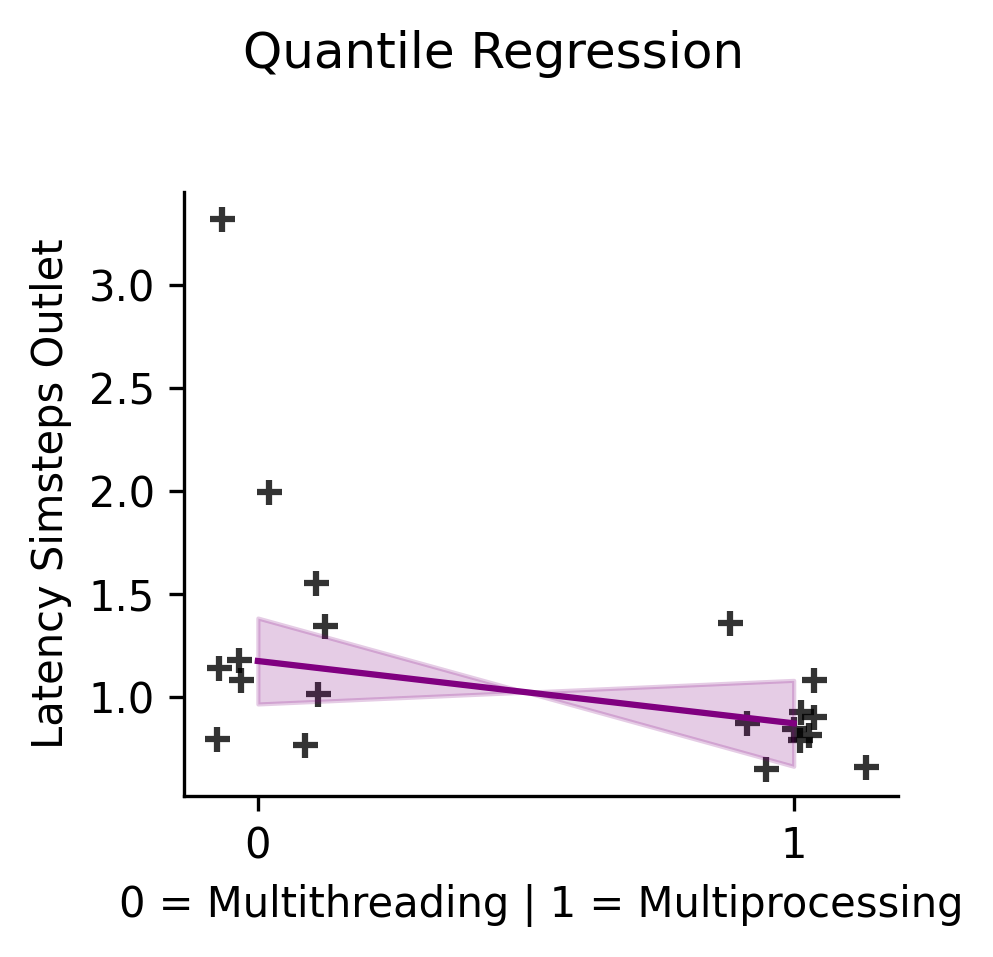 Quantile Regression
Latency Simsteps Outlet
3.0
2.5
2.0
1.5
1.0
0
1
0 = Multithreading | 1 = Multiprocessing